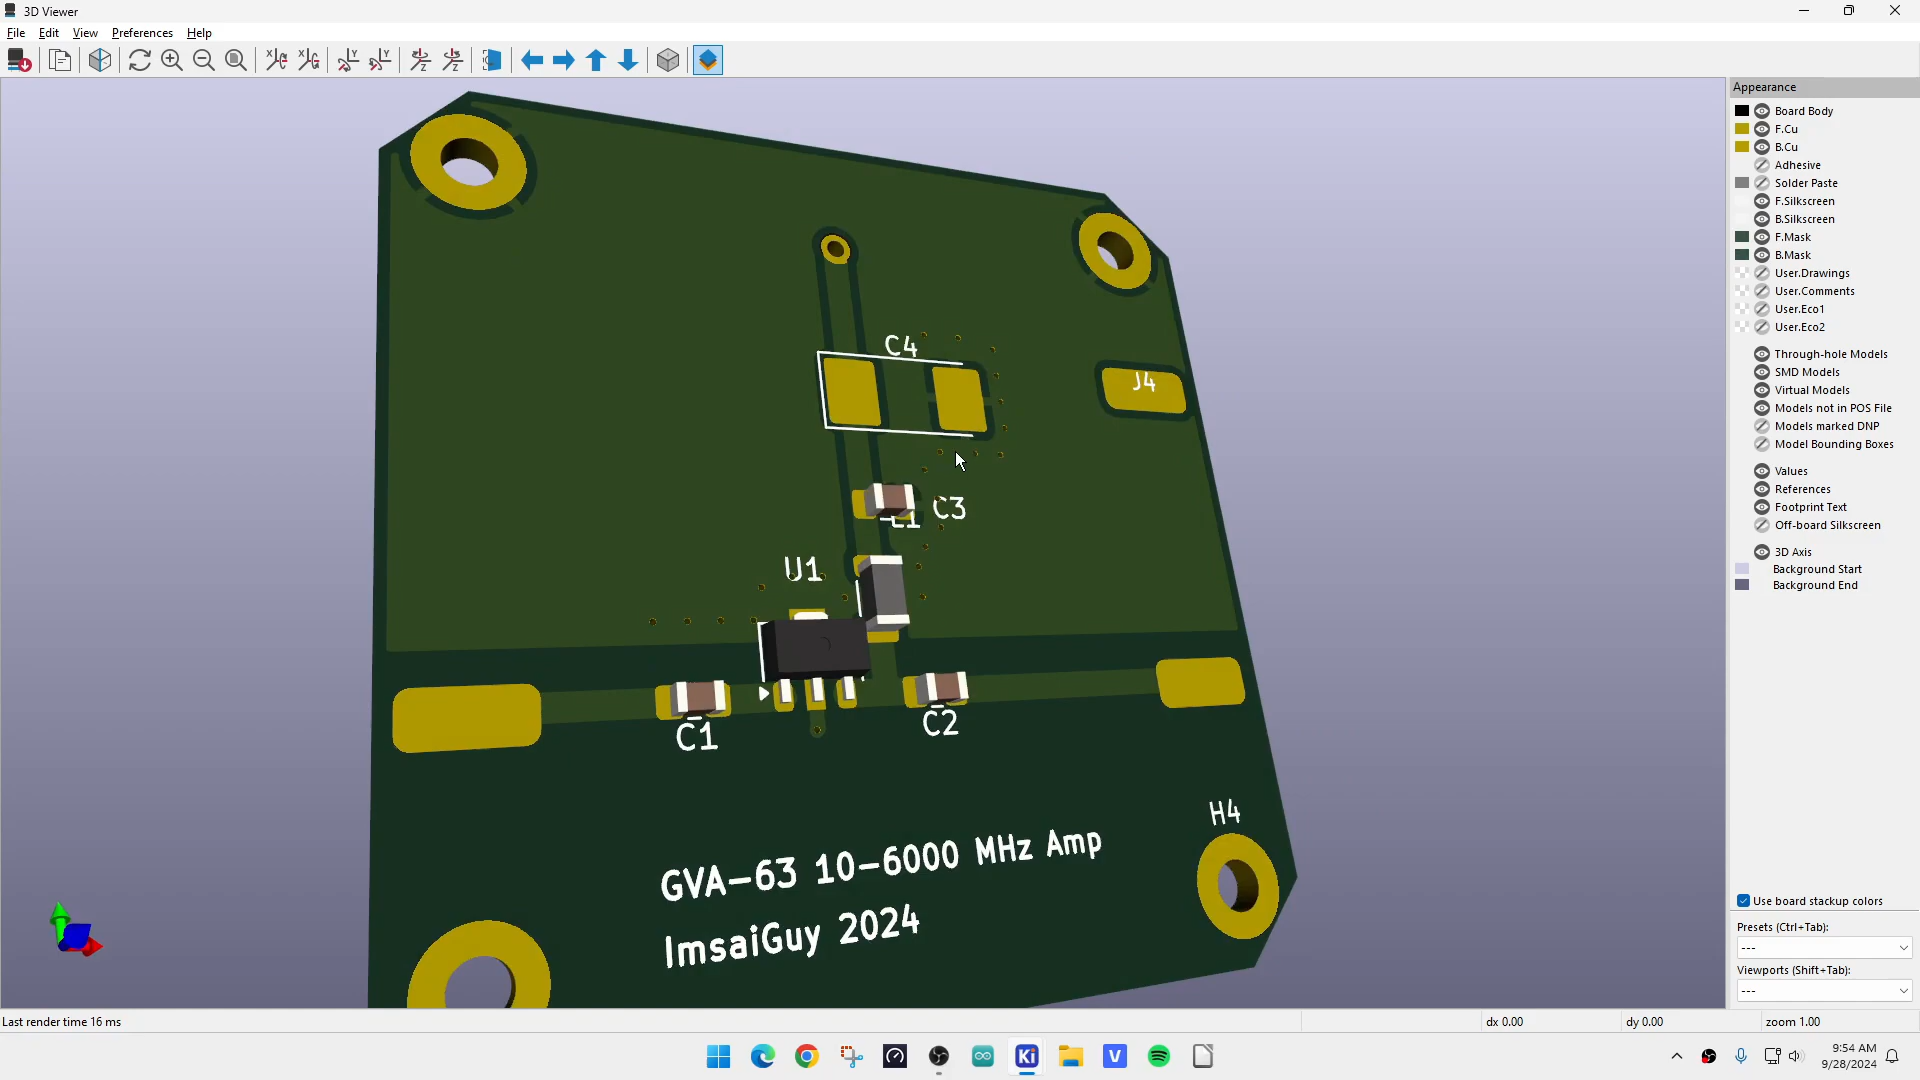 3D Viewer
File Edit View Preferences Help
Appearance
Board Body
F.Cu
B.Cu
Adhesive
Solder Paste
F.Silkscreen
B.Silkscreen
F.Mask
B.Mask
User.Drawings
User.Comments
User.Eco1
User.Eco2
Through-hole Models
SMD Models
Virtual Models
Models not in POS File
Models marked DNP
Model Bounding Boxes
Values
References
Footprint Text
Off-board Silkscreen
3D Axis
Background Start
Background End
Use board stackup colors
Presets (Ctrl+Tab):
---
Viewports (Shift+Tab):
---
C4
J4
C3
U1
C1
C2
H4
GVA-63 10-6000 MHz Amp
ImsaiGuy 2024
Last render time 16 ms
dx 0.00
dy 0.00
zoom 1.00
Ki
V
9:54 AM
9/28/2024